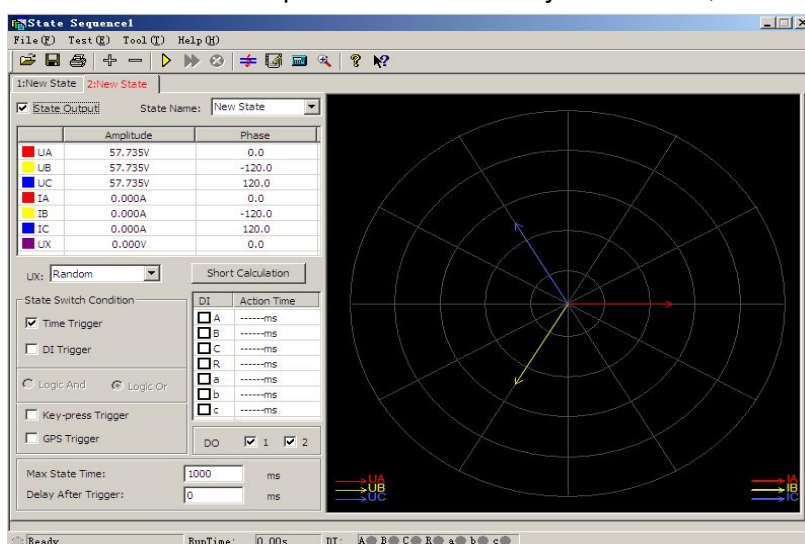 State Sequence1
File(F) Test(E) Tool(T) Help(H)
1:New State 2:New State
State Output State Name: New State
Amplitude Phase
UA 57.735V 0.0
UB 57.735V -120.0
UC 57.735V 120.0
IA 0.000A 0.0
IB 0.000A -120.0
IC 0.000A 120.0
UX 0.000V 0.0
UX: Random Short Calculation
State Switch Condition
Time Trigger
DI Trigger
Logic And Logic Or
Key-press Trigger
GPS Trigger
DI Action Time
A ------ms
B ------ms
C ------ms
R ------ms
a ------ms
b ------ms
c ------ms
DO 1 2
Max State Time: 1000 ms
Delay After Trigger: 0 ms
UA
UB
UC
IA
IB
IC
Ready RunTime: 0.00s DI: A B C R a b c